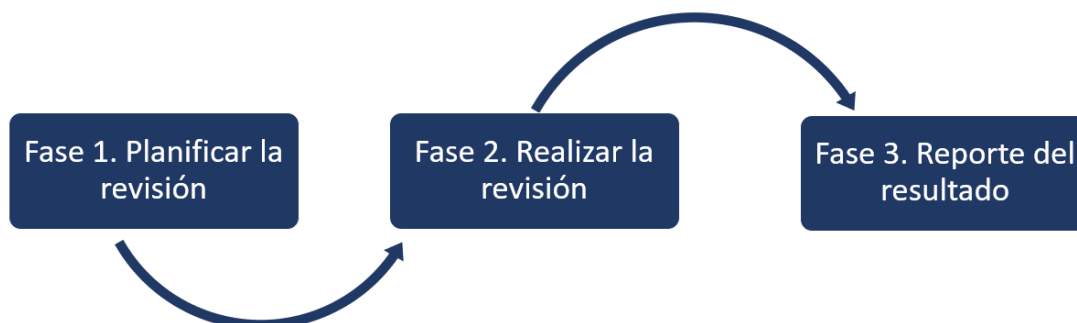 Fase 1. Planificar la
revisión
Fase 2. Realizar la
revisión
Fase 3. Reporte del
resultado